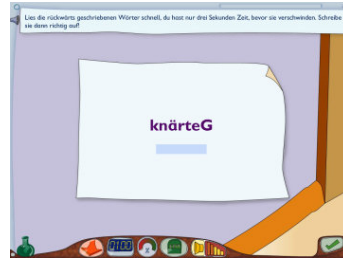 Lies die rückwärts geschriebenen Wörter schnell, du hast nur drei Sekunden Zeit, bevor sie verschwinden. Schreibe
sie dann richtig auf!
knärteG
9100